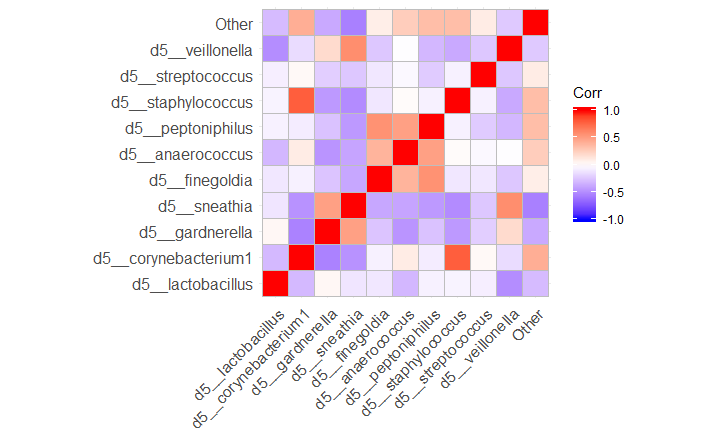 Other
d5__veillonella
d5__streptococcus
d5__staphylococcus
d5__peptoniphilus
d5__anaerococcus
d5__finegoldia
d5__sneathia
d5__gardnerella
d5__corynebacterium1
d5__lactobacillus
d5__lactobacillus
d5__corynebacterium1
d5__gardnerella
d5__sneathia
d5__finegoldia
d5__anaerococcus
d5__peptoniphilus
d5__staphylococcus
d5__streptococcus
d5__veillonella
Other
Corr
1.0
0.5
0.0
-0.5
-1.0